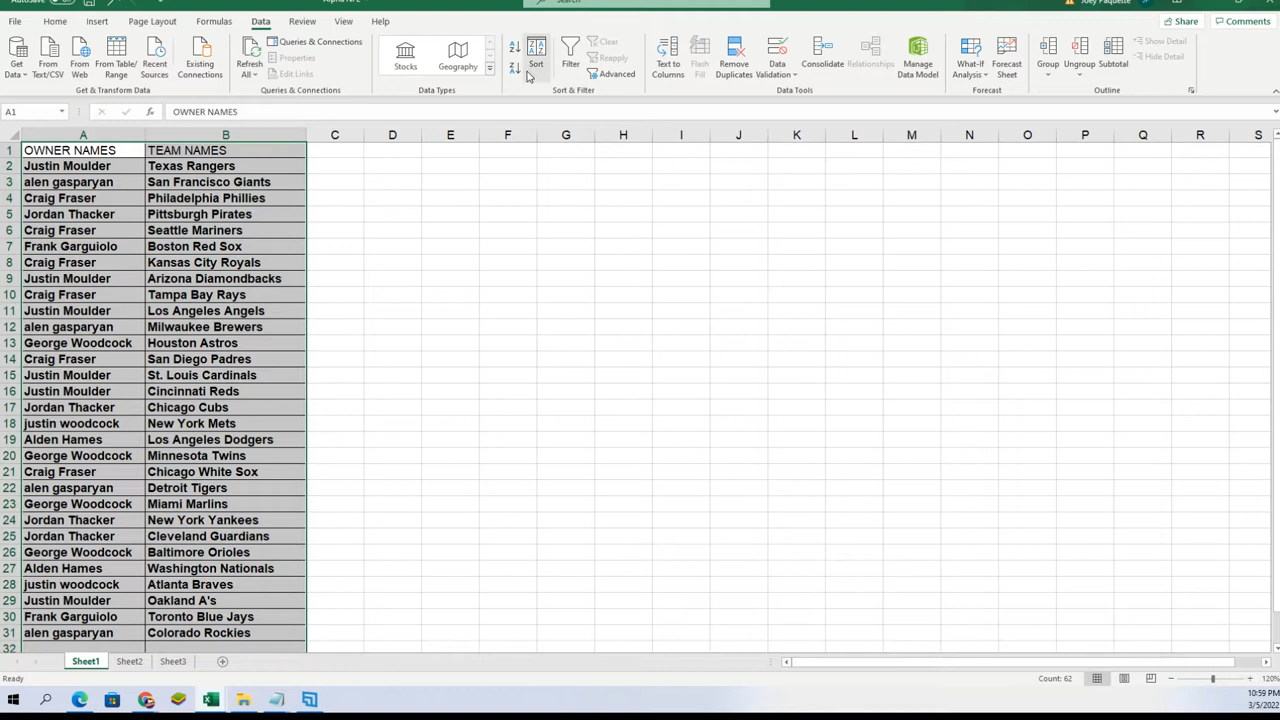 Search
Joey Paquette
File Home Insert Page Layout Formulas Data Review View Help Share Comments
Get Data From Text/CSV From Web From Table/Range Recent Sources Existing Connections
Refresh All Queries & Connections Properties Edit Links
Stocks Geography
Sort Filter Clear Reapply Advanced
Text to Columns Flash Fill Remove Duplicates Data Validation Consolidate Relationships Manage Data Model
What-If Analysis Forecast Sheet Group Ungroup Subtotal Show Detail Hide Detail
Get & Transform Data Queries & Connections Data Types Sort & Filter Data Tools Forecast Outline
A1 fx OWNER NAMES
A B C D E F G H I J K L M N O P Q R S
1 OWNER NAMES TEAM NAMES
2 Justin Moulder Texas Rangers
3 alen gasparyan San Francisco Giants
4 Craig Fraser Philadelphia Phillies
5 Jordan Thacker Pittsburgh Pirates
6 Craig Fraser Seattle Mariners
7 Frank Garguiolo Boston Red Sox
8 Craig Fraser Kansas City Royals
9 Justin Moulder Arizona Diamondbacks
10 Craig Fraser Tampa Bay Rays
11 Justin Moulder Los Angeles Angels
12 alen gasparyan Milwaukee Brewers
13 George Woodcock Houston Astros
14 Craig Fraser San Diego Padres
15 Justin Moulder St. Louis Cardinals
16 Justin Moulder Cincinnati Reds
17 Jordan Thacker Chicago Cubs
18 justin woodcock New York Mets
19 Alden Hames Los Angeles Dodgers
20 George Woodcock Minnesota Twins
21 Craig Fraser Chicago White Sox
22 alen gasparyan Detroit Tigers
23 George Woodcock Miami Marlins
24 Jordan Thacker New York Yankees
25 Jordan Thacker Cleveland Guardians
26 George Woodcock Baltimore Orioles
27 Alden Hames Washington Nationals
28 justin woodcock Atlanta Braves
29 Justin Moulder Oakland A's
30 Frank Garguiolo Toronto Blue Jays
31 alen gasparyan Colorado Rockies
32
Sheet1 Sheet2 Sheet3
Ready Count: 62 120%
10:59 PM
3/5/2022